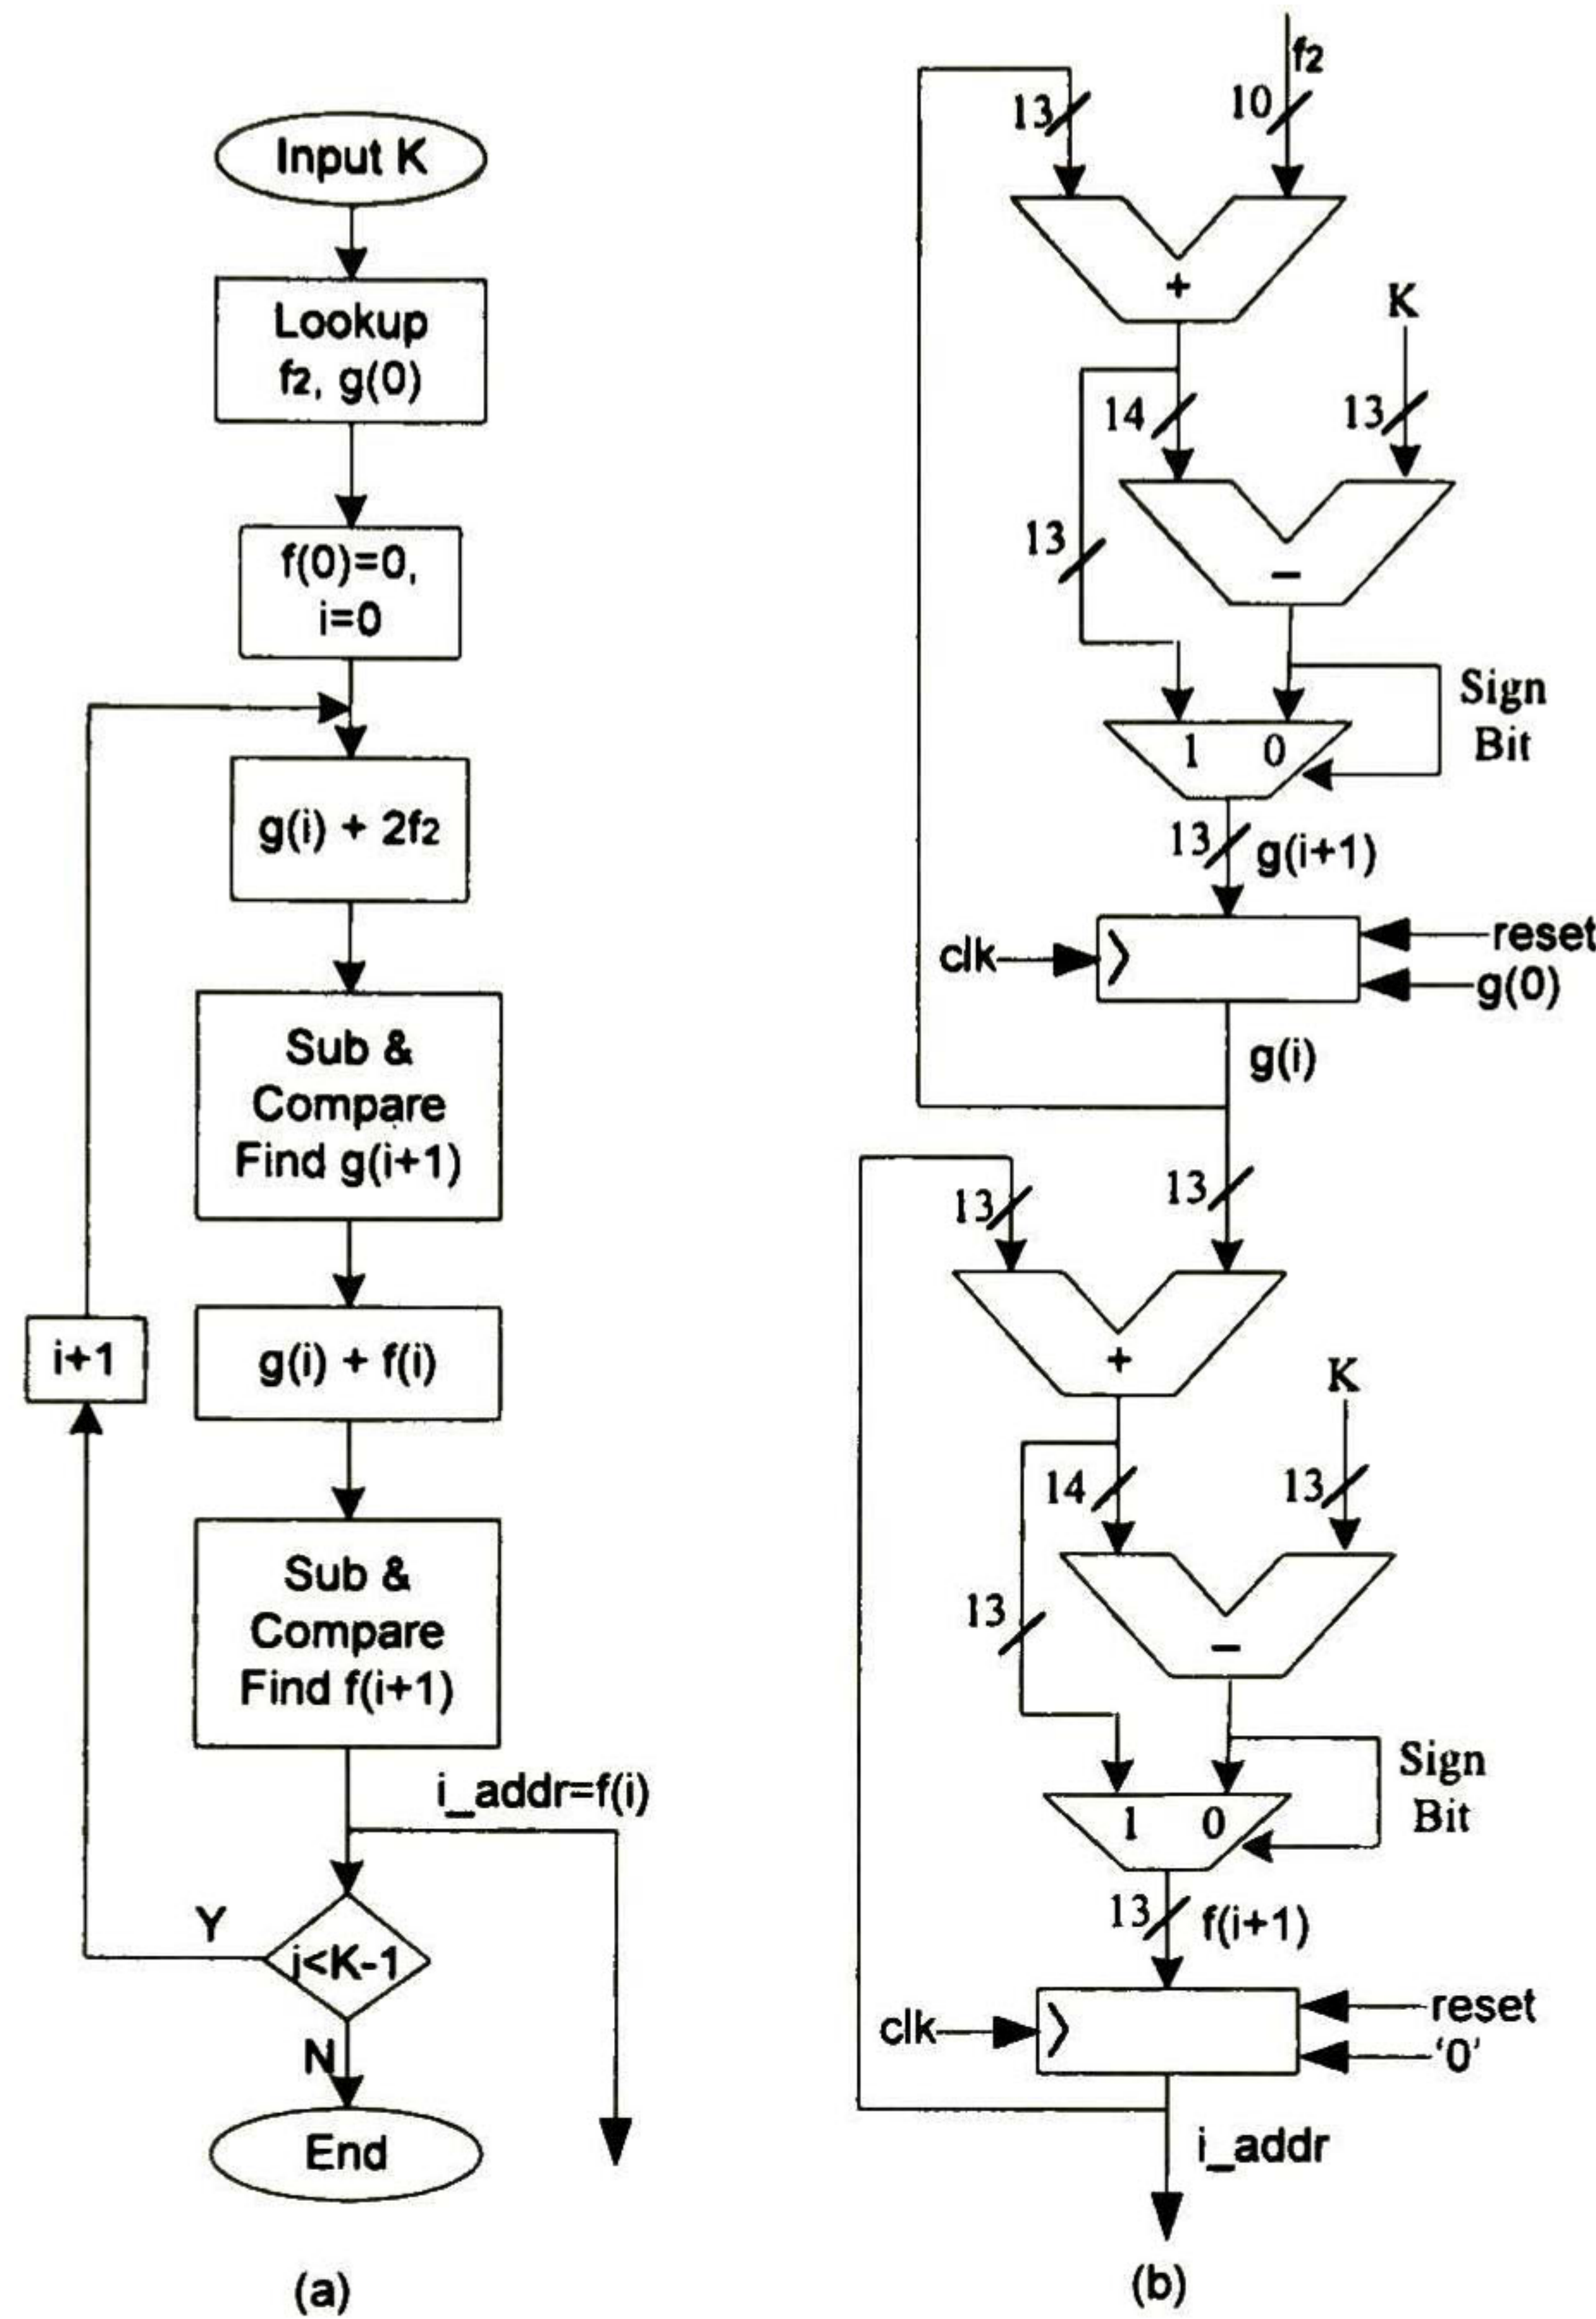 Input K
Lookup
f2, g(0)
f(0)=0,
i=0
g(i) + 2f2
Sub &
Compare
Find g(i+1)
i+1
g(i) + f(i)
Sub &
Compare
Find f(i+1)
i_addr=f(i)
Y
i<K-1
N
End
(a)
f2
13
10
+
K
14
13
13
−
Sign
Bit
1 0
13
g(i+1)
clk
reset
g(0)
g(i)
13
13
+
K
14
13
13
−
Sign
Bit
1 0
13
f(i+1)
clk
reset
'0'
i_addr
(b)